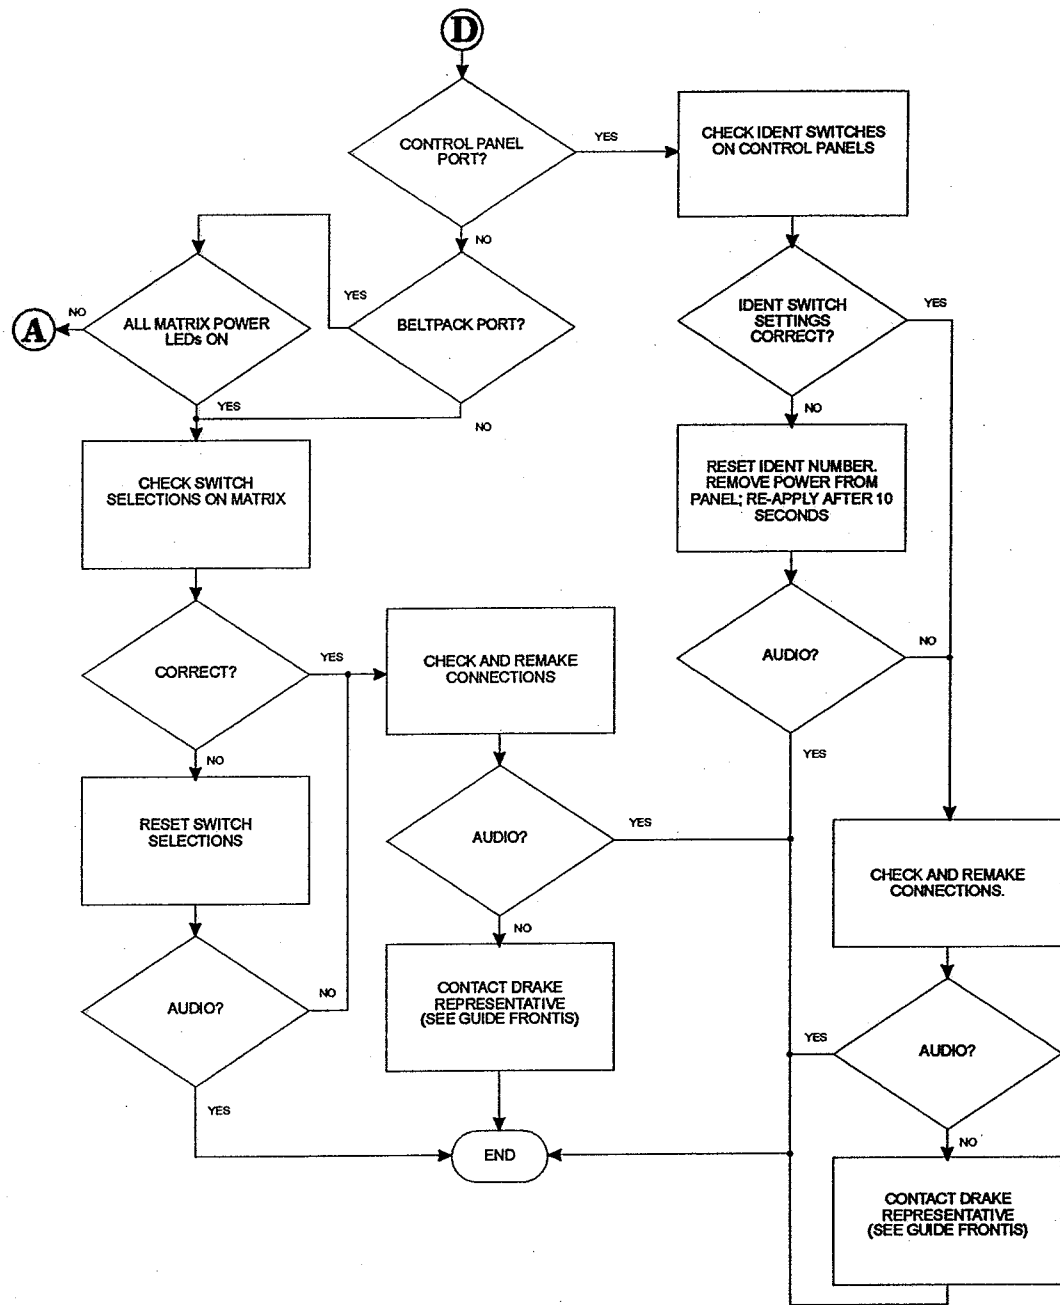 D
CONTROL PANEL
PORT?
YES
CHECK IDENT SWITCHES
ON CONTROL PANELS
NO
YES
BELTPACK PORT?
NO
A
NO
ALL MATRIX POWER
LEDs ON
YES
IDENT SWITCH
SETTINGS
CORRECT?
YES
NO
CHECK SWITCH
SELECTIONS ON MATRIX
RESET IDENT NUMBER.
REMOVE POWER FROM
PANEL; RE-APPLY AFTER 10
SECONDS
CORRECT?
YES
NO
CHECK AND REMAKE
CONNECTIONS
AUDIO?
NO
YES
RESET SWITCH
SELECTIONS
AUDIO?
YES
NO
CHECK AND REMAKE
CONNECTIONS.
AUDIO?
NO
YES
CONTACT DRAKE
REPRESENTATIVE
(SEE GUIDE FRONTIS)
YES
AUDIO?
NO
END
CONTACT DRAKE
REPRESENTATIVE
(SEE GUIDE FRONTIS)